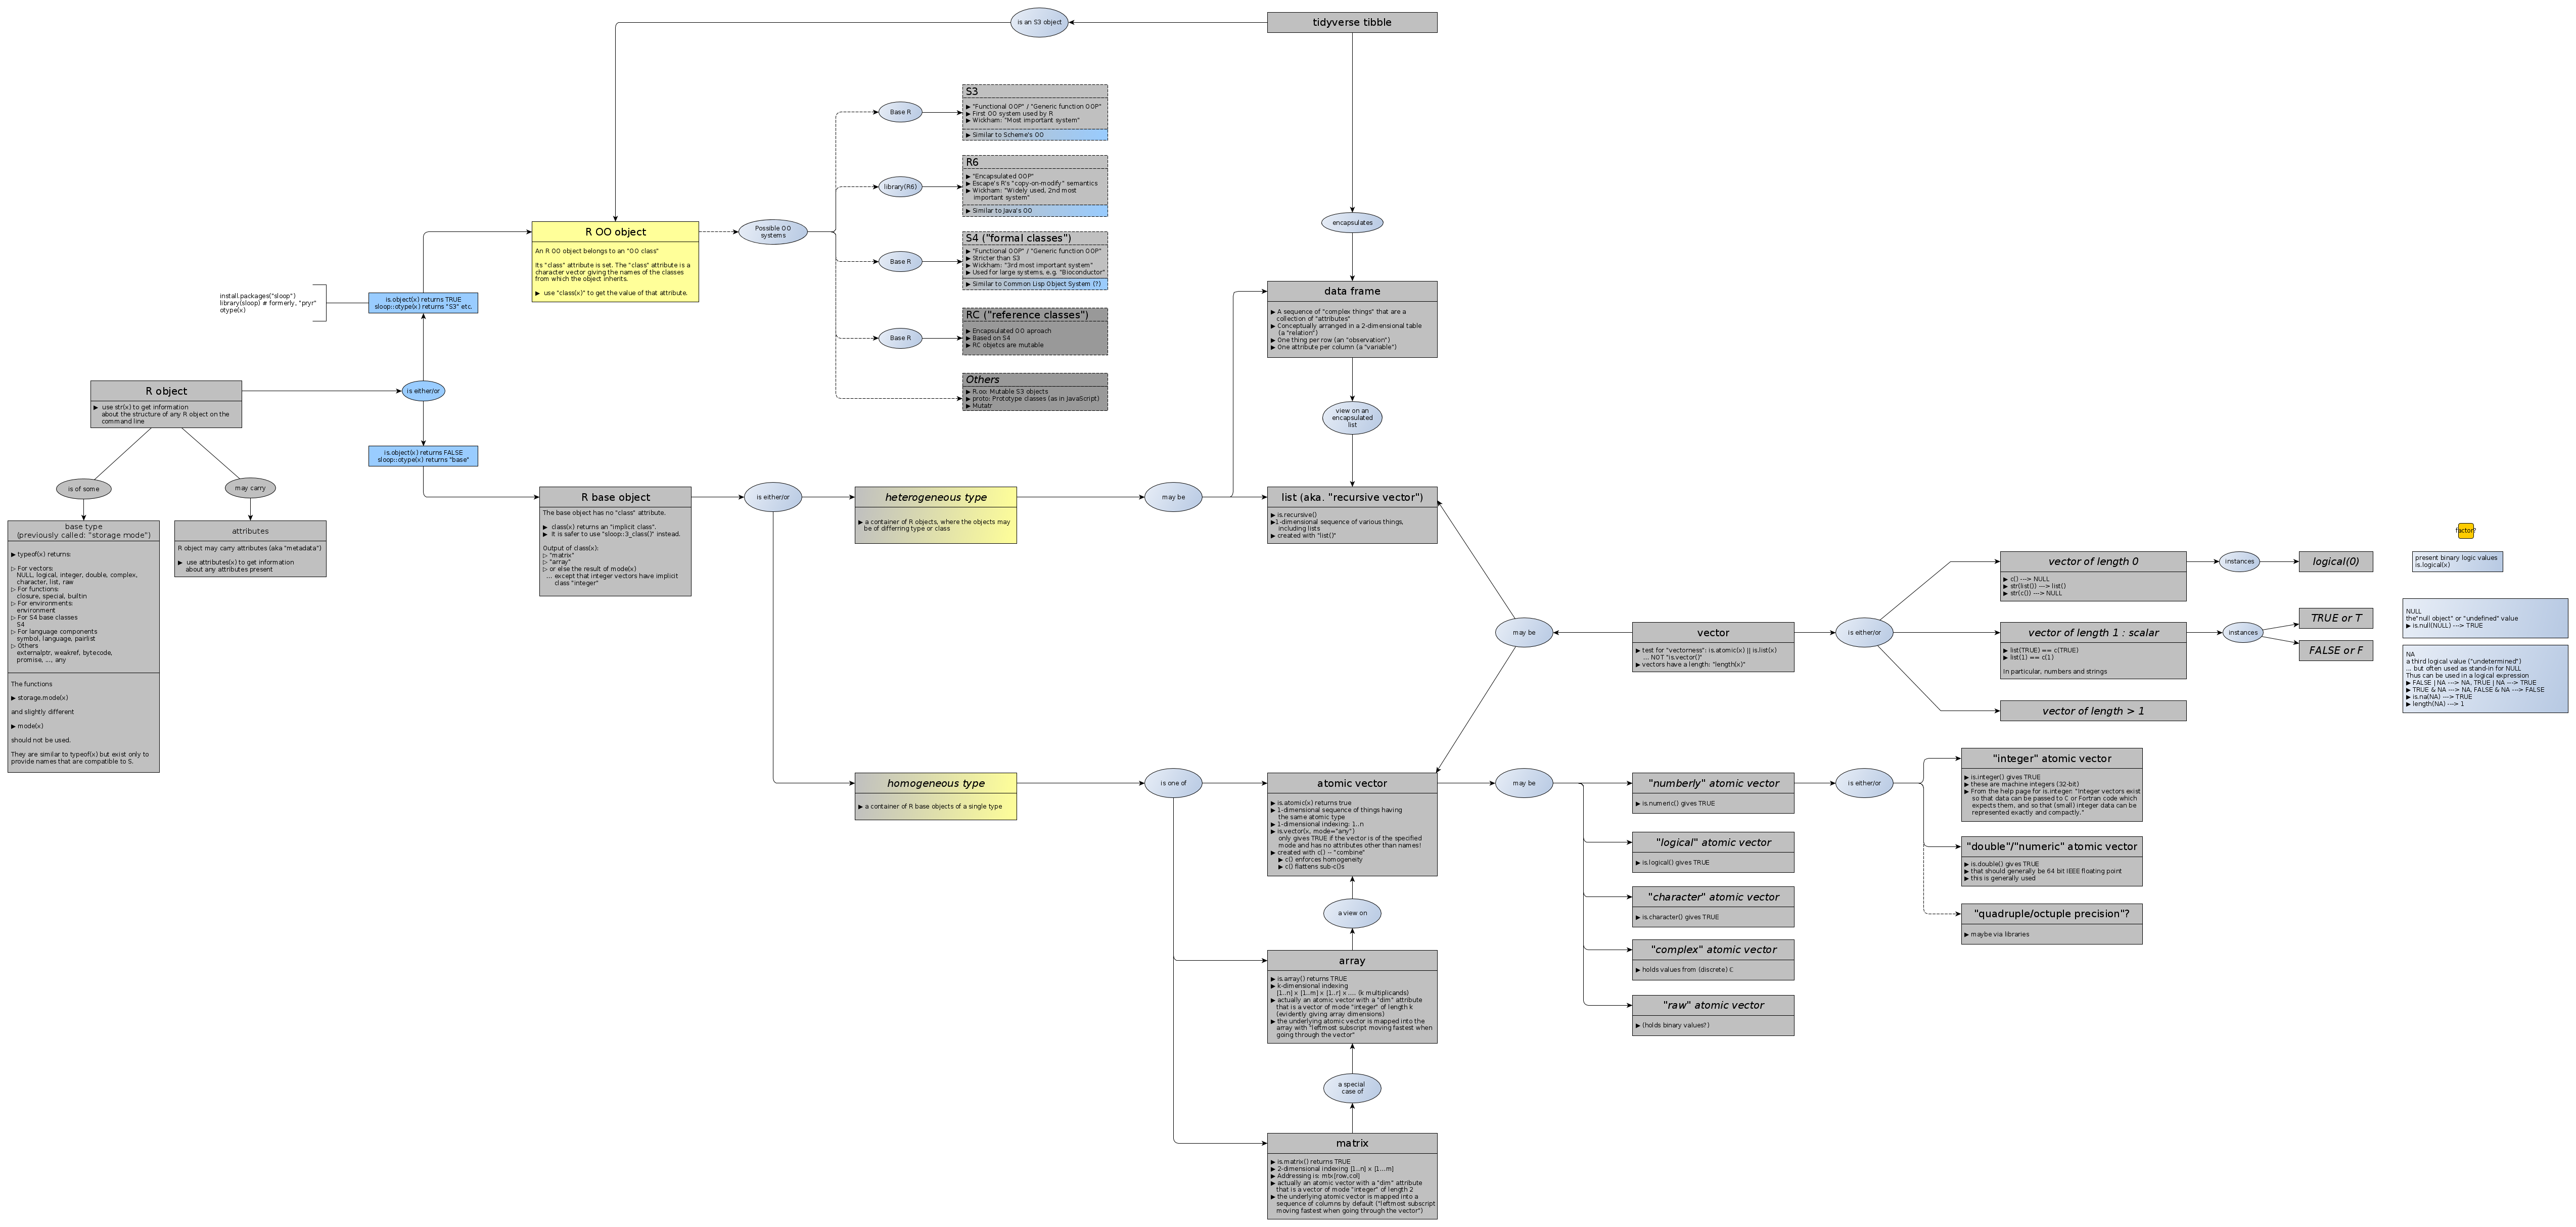 is an S3 object
tidyverse tibble
S3
▶ "Functional OOP" / "Generic function OOP"
▶ First OO system used by R
▶ Wickham: "Most important system"
▶ Similar to Scheme's OO
Base R
R6
▶ "Encapsulated OOP"
▶ Escape's R's "copy-on-modify" semantics
▶ Wickham: "Widely used, 2nd most
important system"
▶ Similar to Java's OO
library(R6)
encapsulates
R OO object
An R OO object belongs to an "OO class"
Its "class" attribute is set. The "class" attribute is a
character vector giving the names of the classes
from which the object inherits.
▶ use "class(x)" to get the value of that attribute.
Possible OO
systems
Base R
S4 ("formal classes")
▶ "Functional OOP" / "Generic function OOP"
▶ Stricter than S3
▶ Wickham: "3rd most important system"
▶ Used for large systems, e.g. "Bioconductor"
▶ Similar to Common Lisp Object System (?)
install.packages("sloop")
library(sloop) # formerly, "pryr"
otype(x)
is.object(x) returns TRUE
sloop::otype(x) returns "S3" etc.
Base R
RC ("reference classes")
▶ Encapsulated OO aproach
▶ Based on S4
▶ RC objetcs are mutable
data frame
▶ A sequence of "complex things" that are a
collection of "attributes"
▶ Conceptually arranged in a 2-dimensional table
(a "relation")
▶ One thing per row (an "observation")
▶ One attribute per column (a "variable")
Others
▶ R.oo: Mutable S3 objects
▶ proto: Prototype classes (as in JavaScript)
▶ Mutatr
R object
▶ use str(x) to get information
about the structure of any R object on the
command line
is either/or
view on an
encapsulated
list
is.object(x) returns FALSE
sloop::otype(x) returns "base"
is of some
may carry
base type
(previously called: "storage mode")
▶ typeof(x) returns:
▷ For vectors:
NULL, logical, integer, double, complex,
character, list, raw
▷ For functions:
closure, special, builtin
▷ For environments:
environment
▷ For S4 base classes
S4
▷ For language components
symbol, language, pairlist
▷ Others
externalptr, weakref, bytecode,
promise, ..., any
The functions
▶ storage.mode(x)
and slightly different
▶ mode(x)
should not be used.
They are similar to typeof(x) but exist only to
provide names that are compatible to S.
attributes
R object may carry attributes (aka "metadata")
▶ use attributes(x) to get information
about any attributes present
R base object
The base object has no "class" attribute.
▶ class(x) returns an "implicit class".
▶ It is safer to use "sloop::3_class()" instead.
Output of class(x):
▷ "matrix"
▷ "array"
▷ or else the result of mode(x)
... except that integer vectors have implicit
class "integer"
is either/or
heterogeneous type
▶ a container of R objects, where the objects may
be of differring type or class
may be
list (aka. "recursive vector")
▶ is.recursive()
▶1-dimensional sequence of various things,
including lists
▶ created with "list()"
factor?
present binary logic values
is.logical(x)
vector of length 0
▶ c() ---> NULL
▶ str(list()) ---> list()
▶ str(c()) ---> NULL
instances
logical(0)
NULL
the"null object" or "undefined" value
▶ is.null(NULL) ---> TRUE
may be
vector
▶ test for "vectorness": is.atomic(x) || is.list(x)
... NOT "is.vector()"
▶ vectors have a length: "length(x)"
is either/or
vector of length 1 : scalar
▶ list(TRUE) == c(TRUE)
▶ list(1) == c(1)
In particular, numbers and strings
instances
TRUE or T
FALSE or F
NA
a third logical value ("undetermined")
... but often used as stand-in for NULL
Thus can be used in a logical expression
▶ FALSE | NA ---> NA, TRUE | NA ---> TRUE
▶ TRUE & NA ---> NA, FALSE & NA ---> FALSE
▶ is.na(NA) ---> TRUE
▶ length(NA) ---> 1
vector of length > 1
homogeneous type
▶ a container of R base objects of a single type
is one of
atomic vector
▶ is.atomic(x) returns true
▶ 1-dimensional sequence of things having
the same atomic type
▶ 1-dimensional indexing: 1..n
▶ is.vector(x, mode="any")
only gives TRUE if the vector is of the specified
mode and has no attributes other than names!
▶ created with c() -- "combine"
▶ c() enforces homogeneity
▶ c() flattens sub-c()s
may be
"numberly" atomic vector
▶ is.numeric() gives TRUE
"logical" atomic vector
▶ is.logical() gives TRUE
"character" atomic vector
▶ is.character() gives TRUE
"complex" atomic vector
▶ holds values from (discrete) ℂ
"raw" atomic vector
▶ (holds binary values?)
is either/or
"integer" atomic vector
▶ is.integer() gives TRUE
▶ these are machine integers (32-bit)
▶ From the help page for is.integer: "Integer vectors exist
so that data can be passed to C or Fortran code which
expects them, and so that (small) integer data can be
represented exactly and compactly."
"double"/"numeric" atomic vector
▶ is.double() gives TRUE
▶ that should generally be 64 bit IEEE floating point
▶ this is generally used
"quadruple/octuple precision"?
▶ maybe via libraries
a view on
array
▶ is.array() returns TRUE
▶ k-dimensional indexing
[1..n] × [1..m] × [1..r] × .... (k multiplicands)
▶ actually an atomic vector with a "dim" attribute
that is a vector of mode "integer" of length k
(evidently giving array dimensions)
▶ the underlying atomic vector is mapped into the
array with "leftmost subscript moving fastest when
going through the vector"
a special
case of
matrix
▶ is.matrix() returns TRUE
▶ 2-dimensional indexing [1..n] × [1...m]
▶ Addressing is: mtx[row,col]
▶ actually an atomic vector with a "dim" attribute
that is a vector of mode "integer" of length 2
▶ the underlying atomic vector is mapped into a
sequence of columns by default ("leftmost subscript
moving fastest when going through the vector")